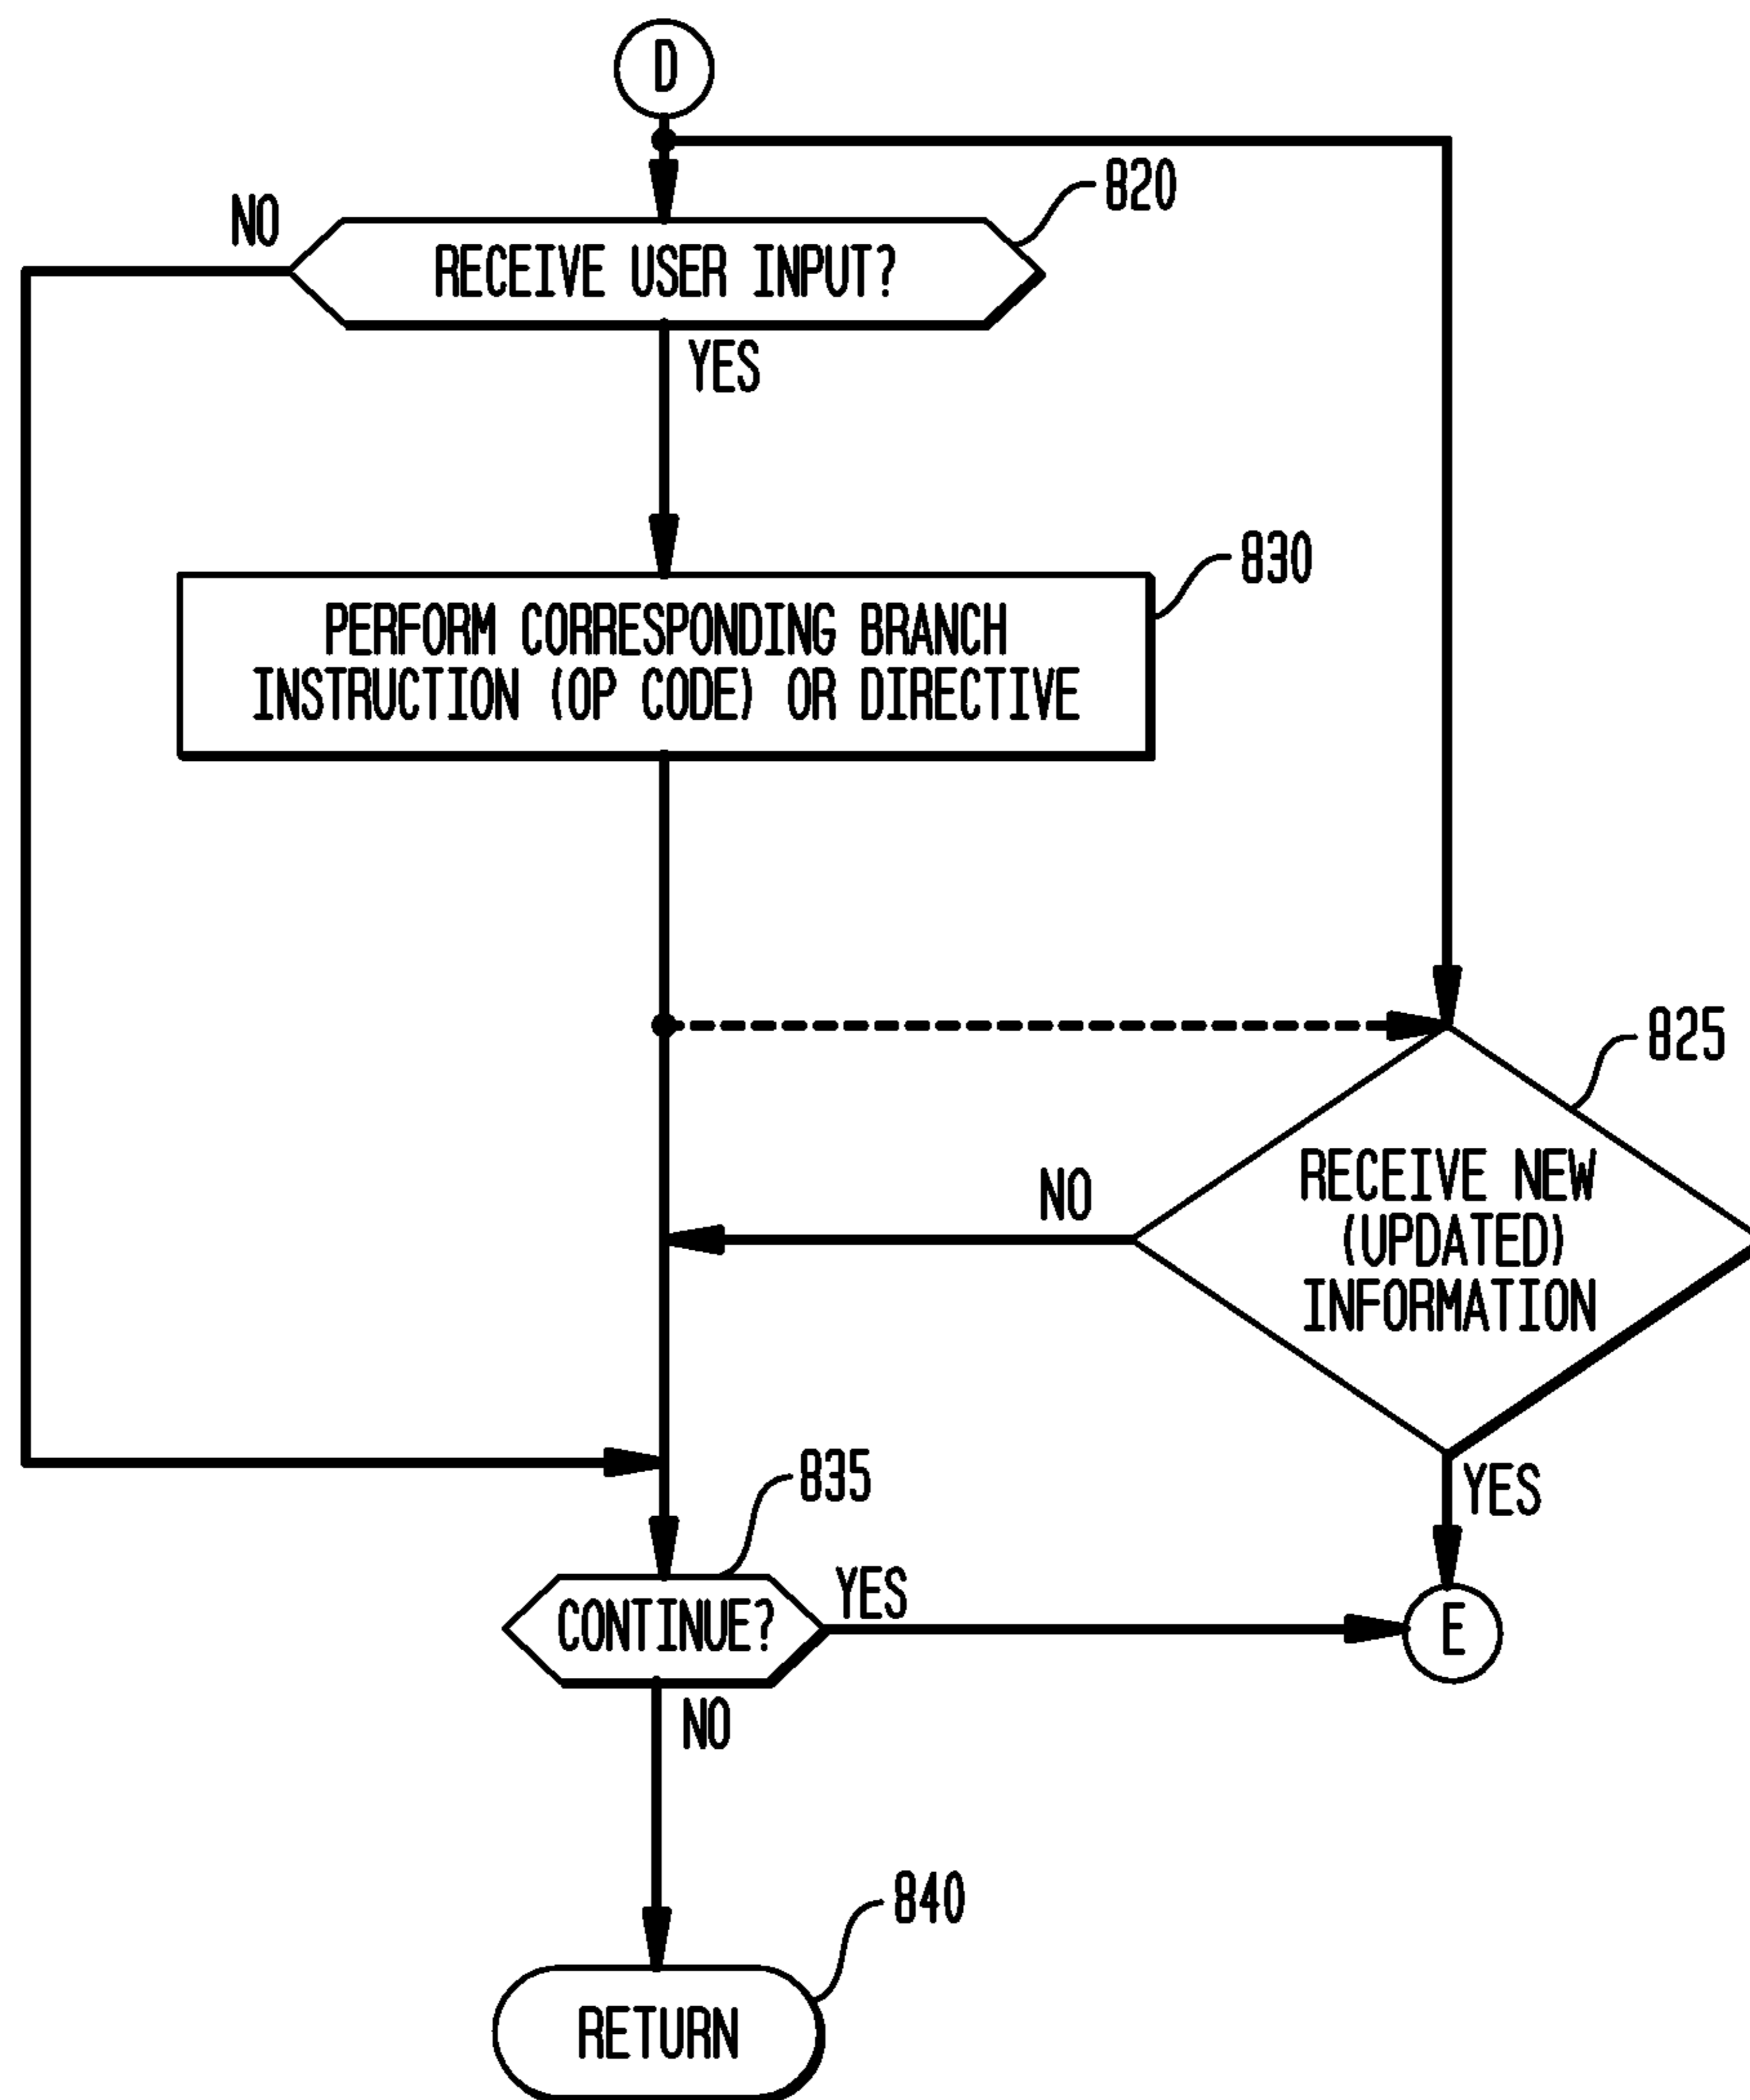 D
820
NO
RECEIVE USER INPUT?
YES
830
PERFORM CORRESPONDING BRANCH
INSTRUCTION (OP CODE) OR DIRECTIVE
825
NO
RECEIVE NEW
(UPDATED)
INFORMATION
835
YES
YES
CONTINUE?
E
NO
840
RETURN